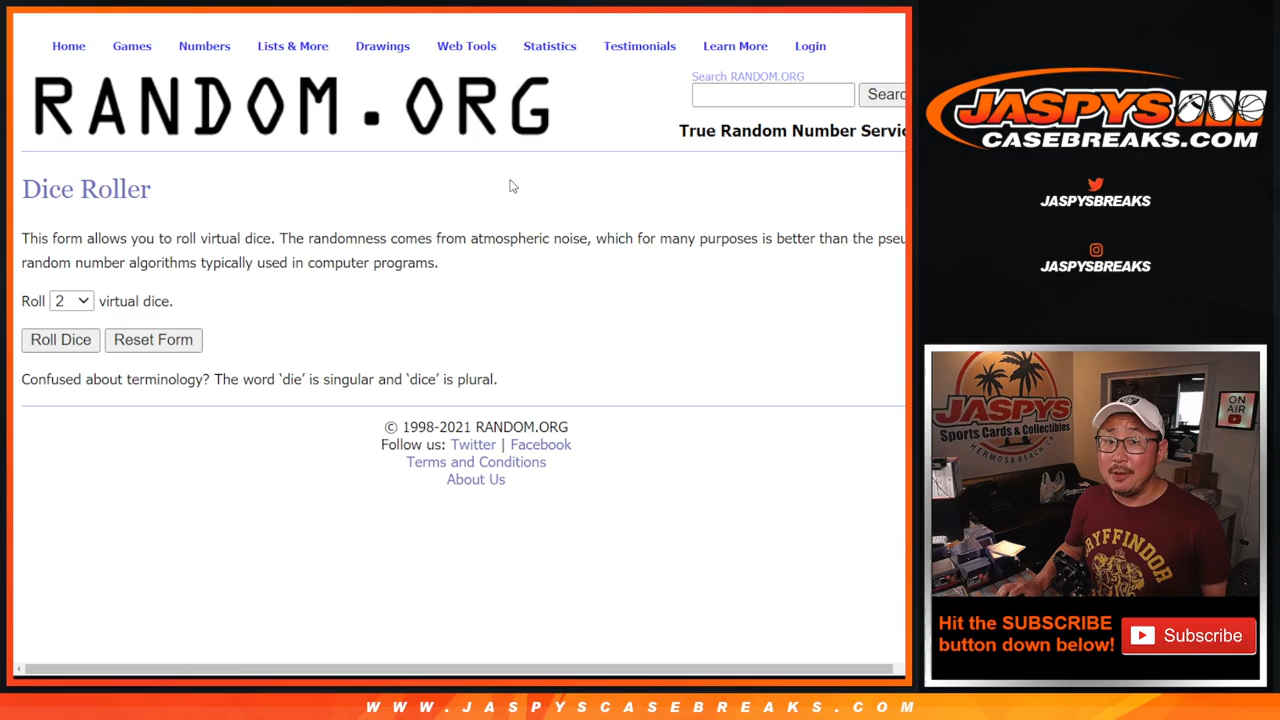 Home Games Numbers Lists & More Drawings Web Tools Statistics Testimonials Learn More Login
RANDOM.ORG
Search RANDOM.ORG
Searc
True Random Number Servic
Dice Roller
This form allows you to roll virtual dice. The randomness comes from atmospheric noise, which for many purposes is better than the pseu
random number algorithms typically used in computer programs.
Roll 2 virtual dice.
Roll Dice Reset Form
Confused about terminology? The word ‘die’ is singular and ‘dice’ is plural.
© 1998-2021 RANDOM.ORG
Follow us: Twitter | Facebook
Terms and Conditions
About Us
JASPYS
CASEBREAKS.COM
JASPYSBREAKS
JASPYSBREAKS
JASPYS
Sports Cards & Collectibles
HERMOSA BEACH, CA
ON
AIR
GRYFFINDOR
Hit the SUBSCRIBE
button down below!
Subscribe
WWW.JASPYSCASEBREAKS.COM